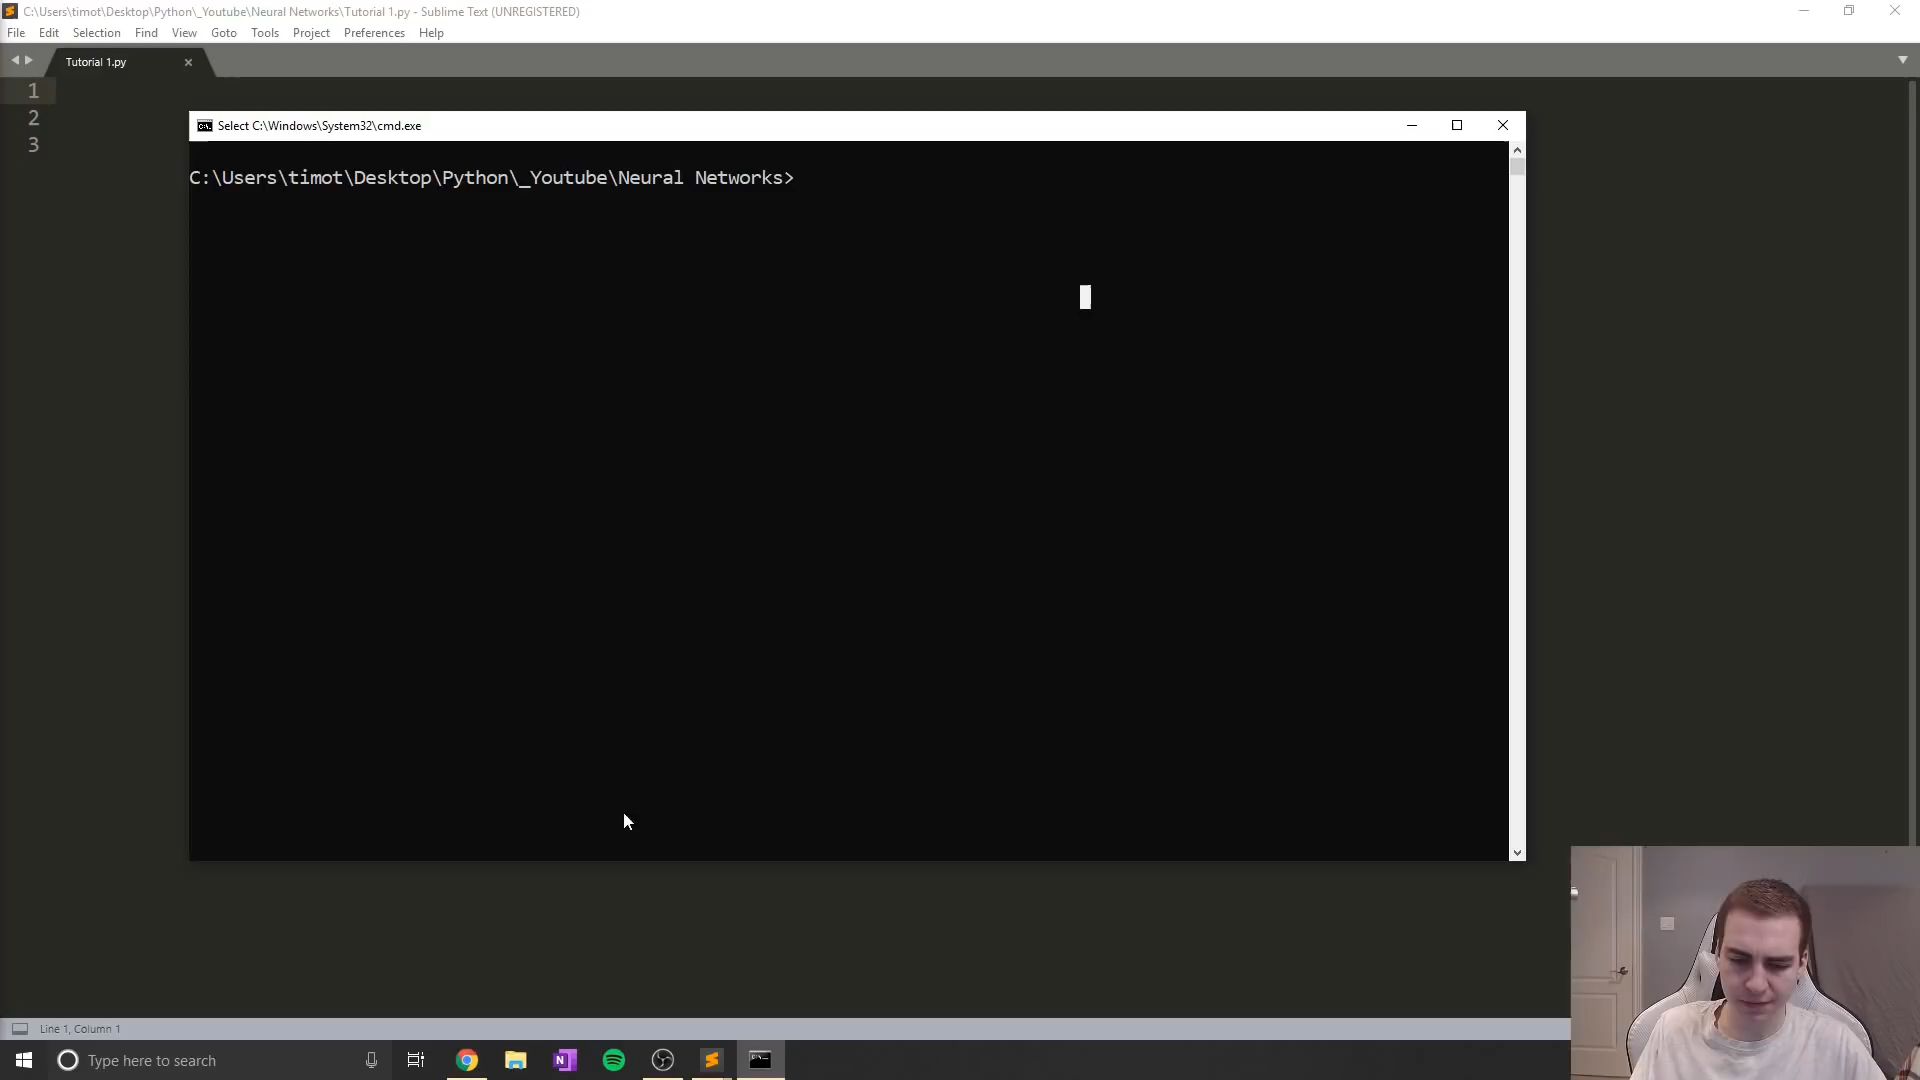 C:\Users\timot\Desktop\Python\_Youtube\Neural Networks\Tutorial 1.py - Sublime Text (UNREGISTERED)
File Edit Selection Find View Goto Tools Project Preferences Help
Tutorial 1.py
1
2
3
Select C:\Windows\System32\cmd.exe
C:\Users\timot\Desktop\Python\_Youtube\Neural Networks>
Line 1, Column 1
Type here to search